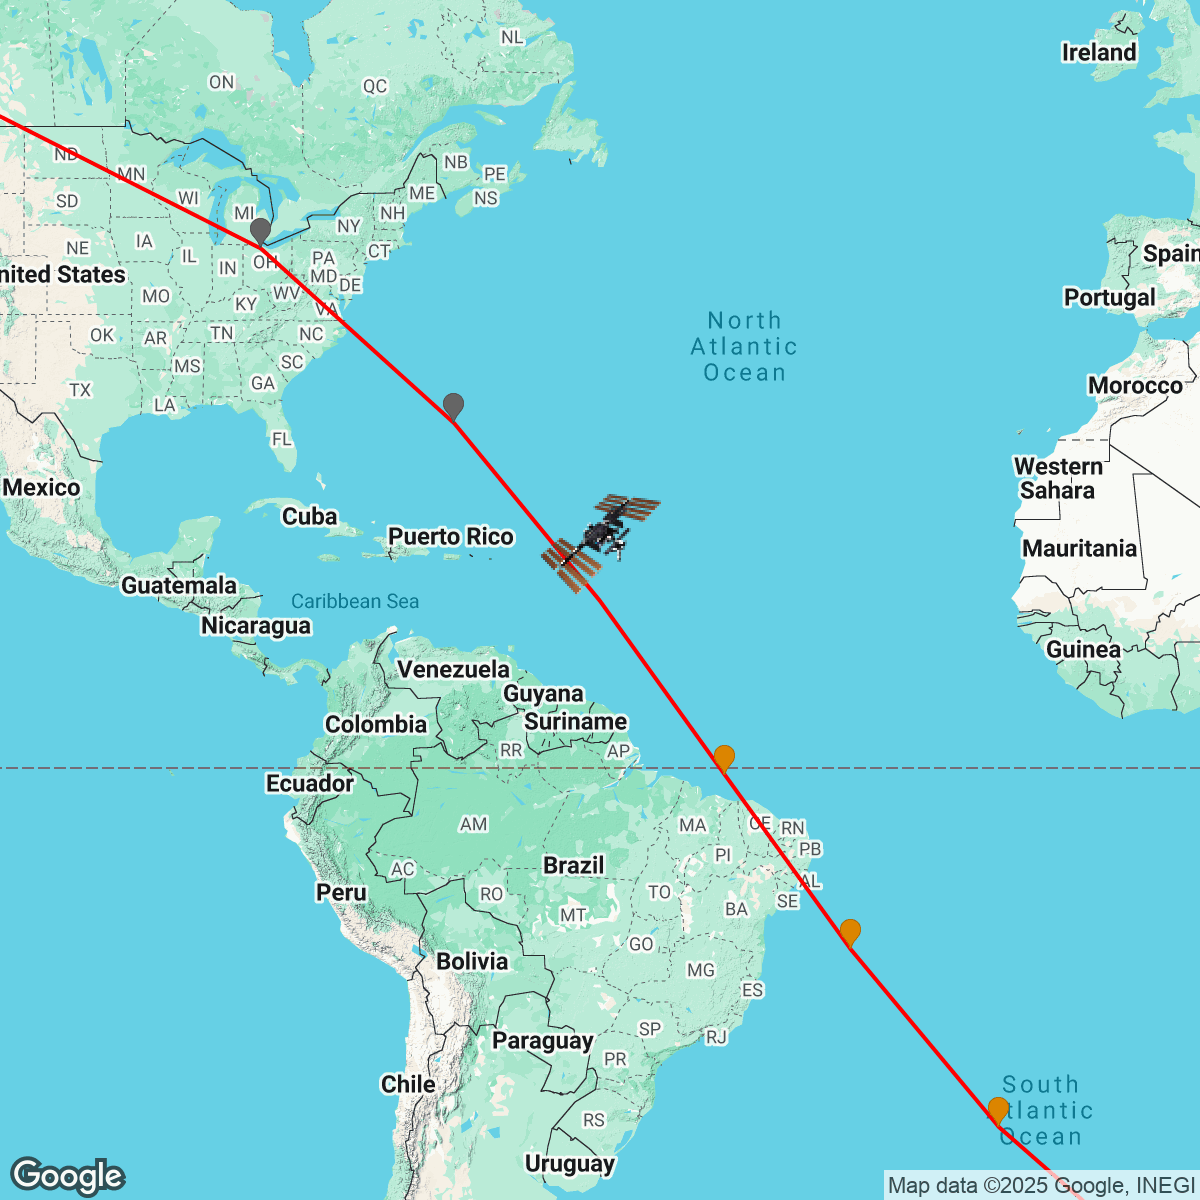 NL
Ireland
ON
QC
ND
MN
NB
PE
WI
ME
NS
SD
MI
NH
NY
IA
NE
IL
PA
CT
Spain
IN
OH
nited States
MD
DE
MO
WV
KY
VA
Portugal
North
Atlantic
Ocean
OK
AR
TN
NC
MS
SC
TX
GA
Morocco
LA
FL
Western
Sahara
Mexico
Cuba
Puerto Rico
Mauritania
Guatemala
Caribbean Sea
Nicaragua
Guinea
Venezuela
Guyana
Colombia
Suriname
RR
AP
Ecuador
AM
MA
CE
RN
PI
PB
Brazil
AC
AL
Peru
RO
TO
SE
MT
BA
GO
Bolivia
MG
ES
SP
RJ
Paraguay
PR
Chile
South
Atlantic
Ocean
RS
Uruguay
Google
Map data ©2025 Google, INEGI